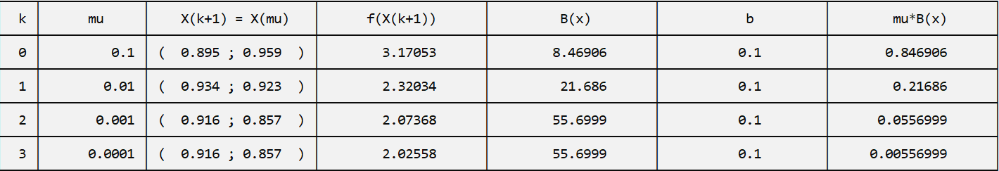 k mu X(k+1) = X(mu) f(X(k+1)) B(x) b mu*B(x)
0 0.1 ( 0.895 ; 0.959 ) 3.17053 8.46906 0.1 0.846906
1 0.01 ( 0.934 ; 0.923 ) 2.32034 21.686 0.1 0.21686
2 0.001 ( 0.916 ; 0.857 ) 2.07368 55.6999 0.1 0.0556999
3 0.0001 ( 0.916 ; 0.857 ) 2.02558 55.6999 0.1 0.00556999